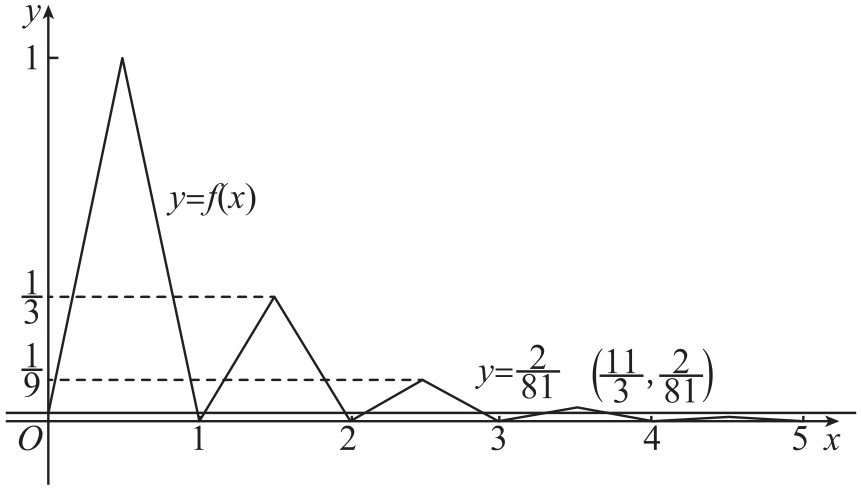 y
1
y=f(x)
1/3
1/9
y=2/81 (11/3, 2/81)
O 1 2 3 4 5 x